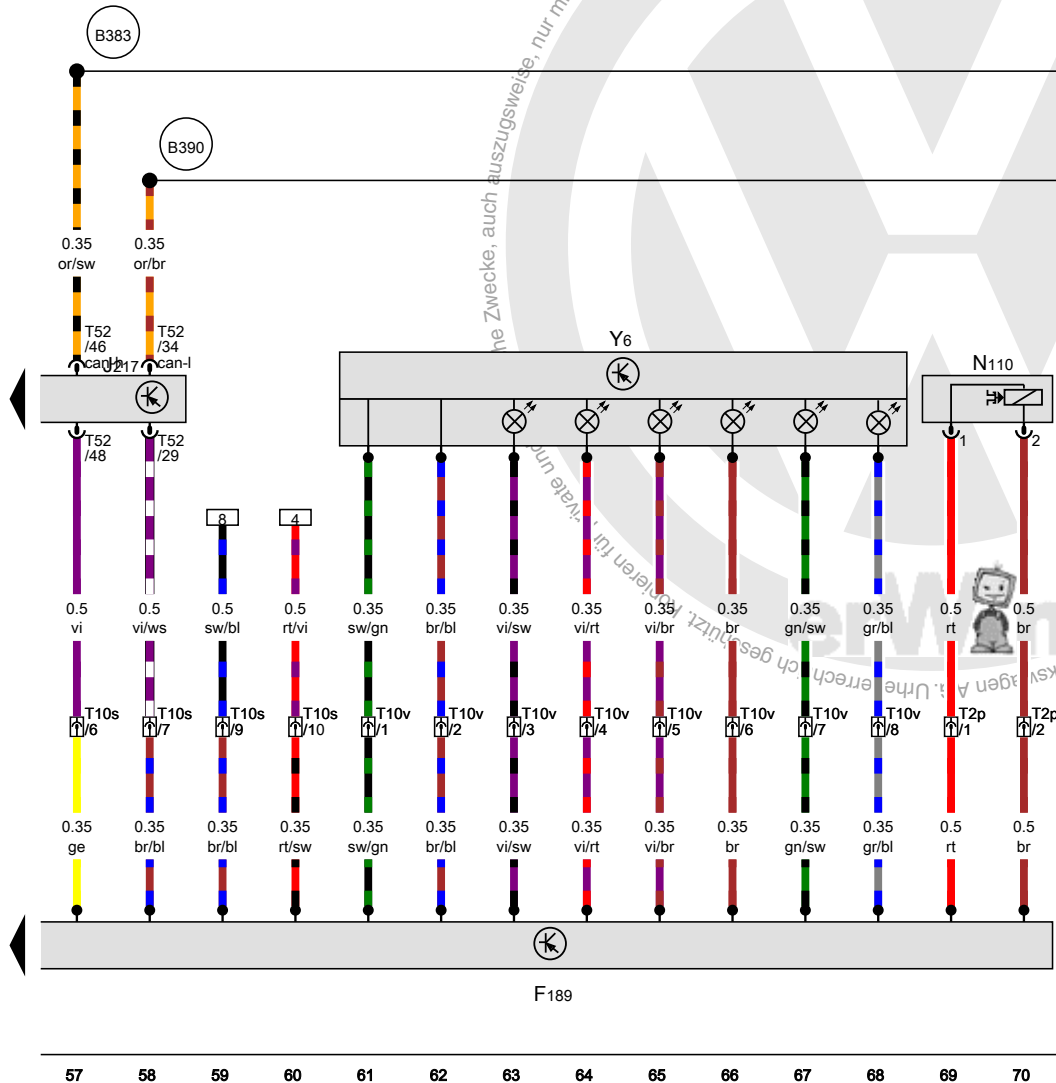 B383
B390
he Zwecke, auch auszugsweise, nur m
0.35 0.35
or/sw or/br
T52 T52
/46 /34
can-h can-l
J217
Y6
N110
T52 T52
/48 /29
1 2
8 4
0.5 0.5 0.5 0.5 0.35 0.35 0.35 0.35 0.35 0.35 0.35 0.35 0.5 0.5
vi vi/ws sw/bl rt/vi sw/gn br/bl vi/sw vi/rt vi/br br gn/sw gr/bl rt br
T10s T10s T10s T10s T10v T10v T10v T10v T10v T10v T10v T10v T2p T2p
/6 /7 /9 /10 /1 /2 /3 /4 /5 /6 /7 /8 /1 /2
0.35 0.35 0.35 0.35 0.35 0.35 0.35 0.35 0.35 0.35 0.35 0.35 0.5 0.5
ge br/bl br/bl rt/sw sw/gn br/bl vi/sw vi/rt vi/br br gn/sw gr/bl rt br
F189
57 58 59 60 61 62 63 64 65 66 67 68 69 70